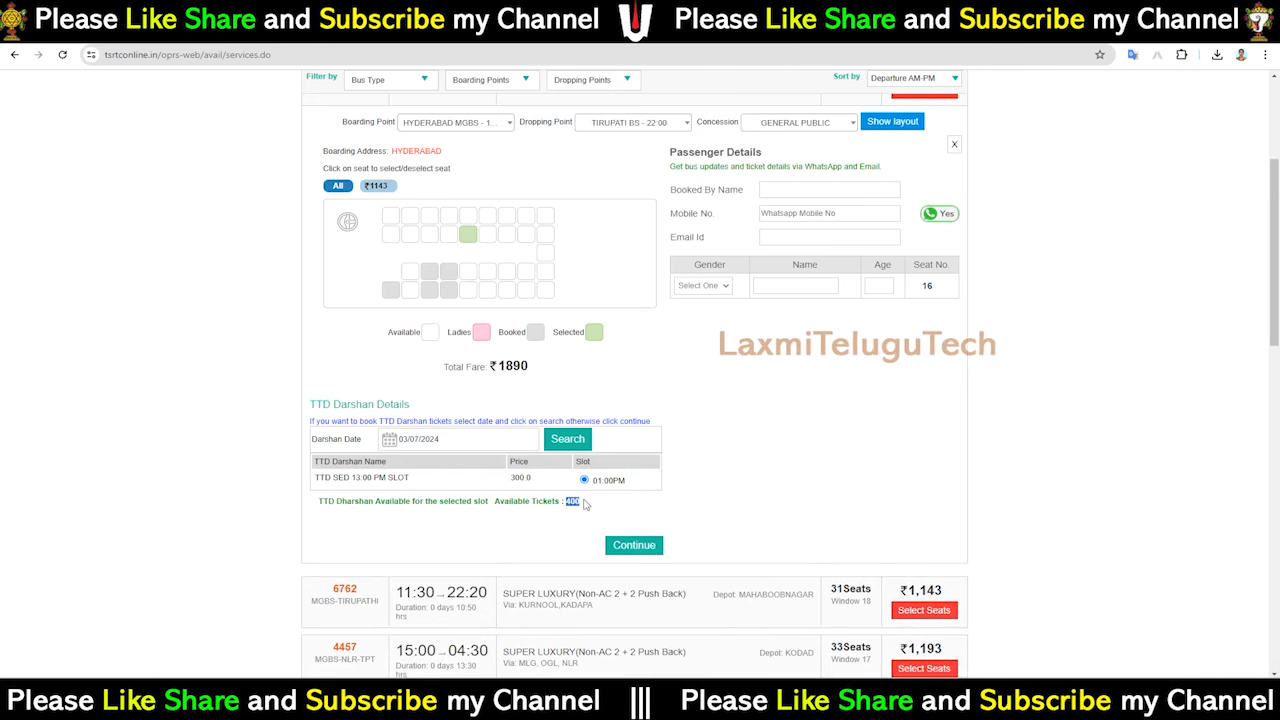 Please Like Share and Subscribe my Channel
Please Like Share and Subscribe my Channel
tsrtconline.in/oprs-web/avail/services.do
Filter by Bus Type Boarding Points Dropping Points Sort by Departure AM-PM
Boarding Point HYDERABAD MGBS - 1... Dropping Point TIRUPATI BS - 22:00 Concession GENERAL PUBLIC Show layout
X
Boarding Address: HYDERABAD
Click on seat to select/deselect seat
All ₹1143
Available Ladies Booked Selected
Total Fare: ₹ 1890
Passenger Details
Get bus updates and ticket details via WhatsApp and Email.
Booked By Name
Mobile No. Whatsapp Mobile No Yes
Email Id
Gender Name Age Seat No.
Select One 16
LaxmiTeluguTech
TTD Darshan Details
If you want to book TTD Darshan tickets select date and click on search otherwise click continue
Darshan Date 03/07/2024 Search
TTD Darshan Name Price Slot
TTD SED 13:00 PM SLOT 300.0 01:00PM
TTD Dharshan Available for the selected slot Available Tickets : 400
Continue
6762 11:30 → 22:20 SUPER LUXURY(Non-AC 2 + 2 Push Back) Depot: MAHABOOBNAGAR 31Seats ₹1,143
MGBS-TIRUPATHI Duration: 0 days 10:50 hrs Via: KURNOOL,KADAPA Window 18 Select Seats
4457 15:00 → 04:30 SUPER LUXURY(Non-AC 2 + 2 Push Back) Depot: KODAD 33Seats ₹1,193
MGBS-NLR-TPT Duration: 0 days 13:30 hrs Via: MLG, OGL, NLR Window 17 Select Seats
Please Like Share and Subscribe my Channel ||| Please Like Share and Subscribe my Channel